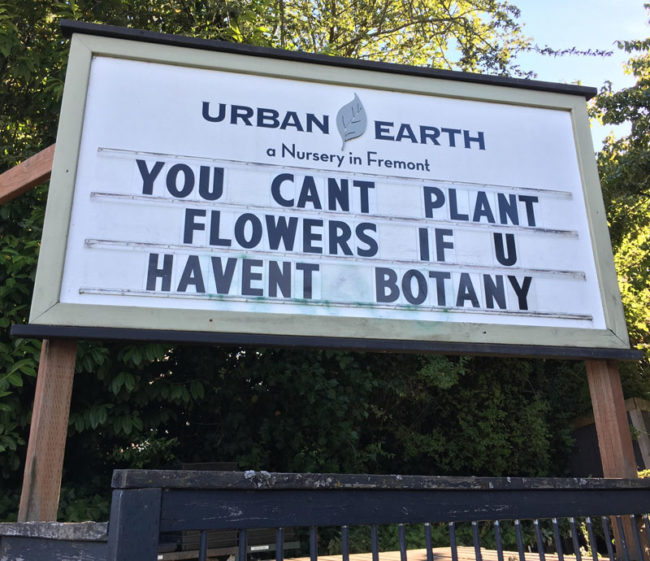 URBAN EARTH
a Nursery in Fremont
YOU CANT PLANT
FLOWERS IF U
HAVENT BOTANY